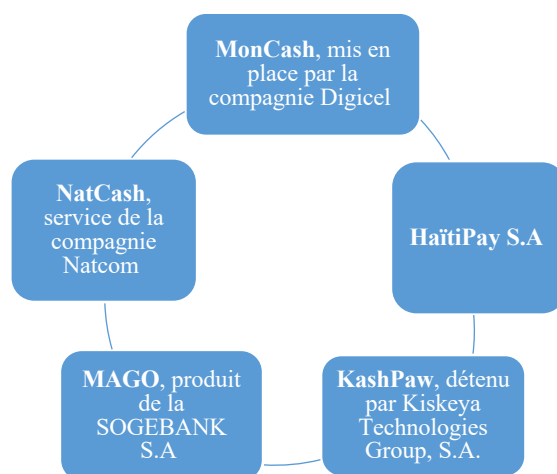 MonCash, mis en
place par la
compagnie Digicel
HaïtiPay S.A
KashPaw, détenu
par Kiskeya
Technologies
Group, S.A.
MAGO, produit
de la
SOGEBANK
S.A
NatCash,
service de la
compagnie
Natcom